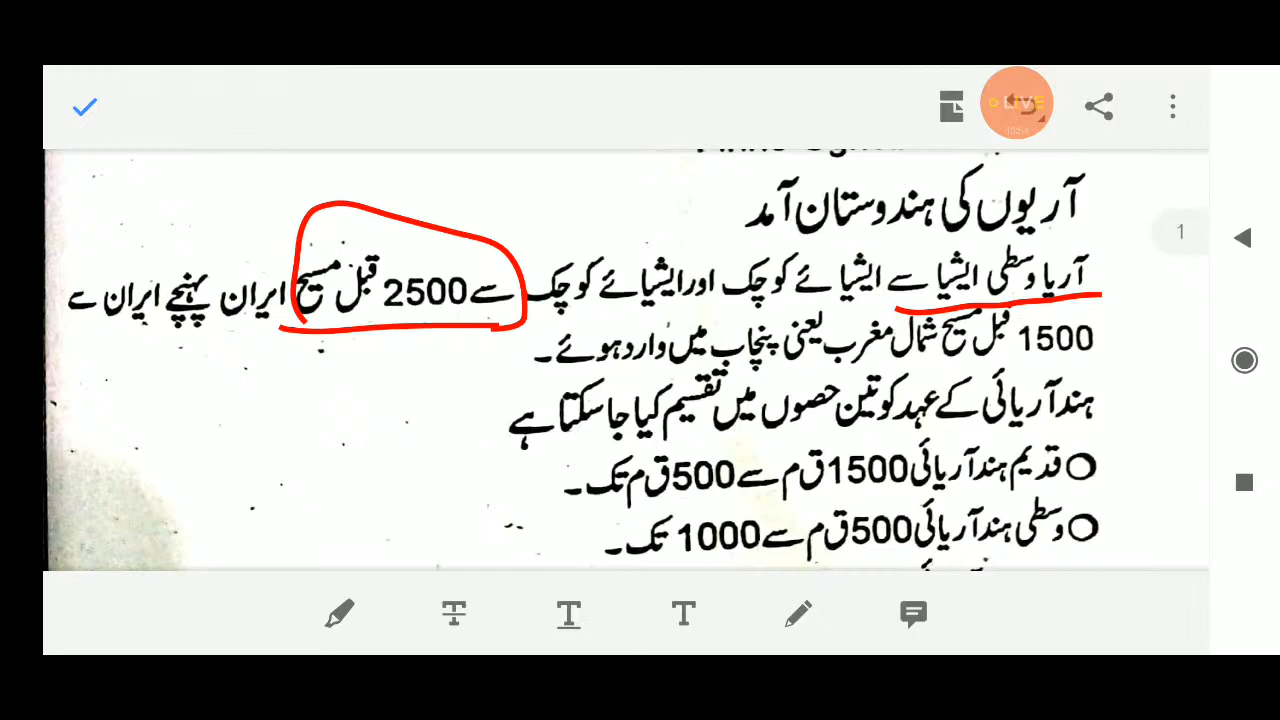 LIVE
آریوں کی ہندوستان آمد
1
آریا وسطی ایشیا سے ایشیائے کوچک اور ایشیائے کوچک سے 2500 قبل مسیح ایران پہنچے ایران سے
1500 قبل مسیح شمال مغرب یعنی پنجاب میں وارد ہوئے۔
ہند آریائی کے عہد کو تین حصوں میں تقسیم کیا جا سکتا ہے
قدیم ہند آریائی 1500 ق م سے 500 ق م تک۔
وسطی ہند آریائی 500 ق م سے 1000 تک۔